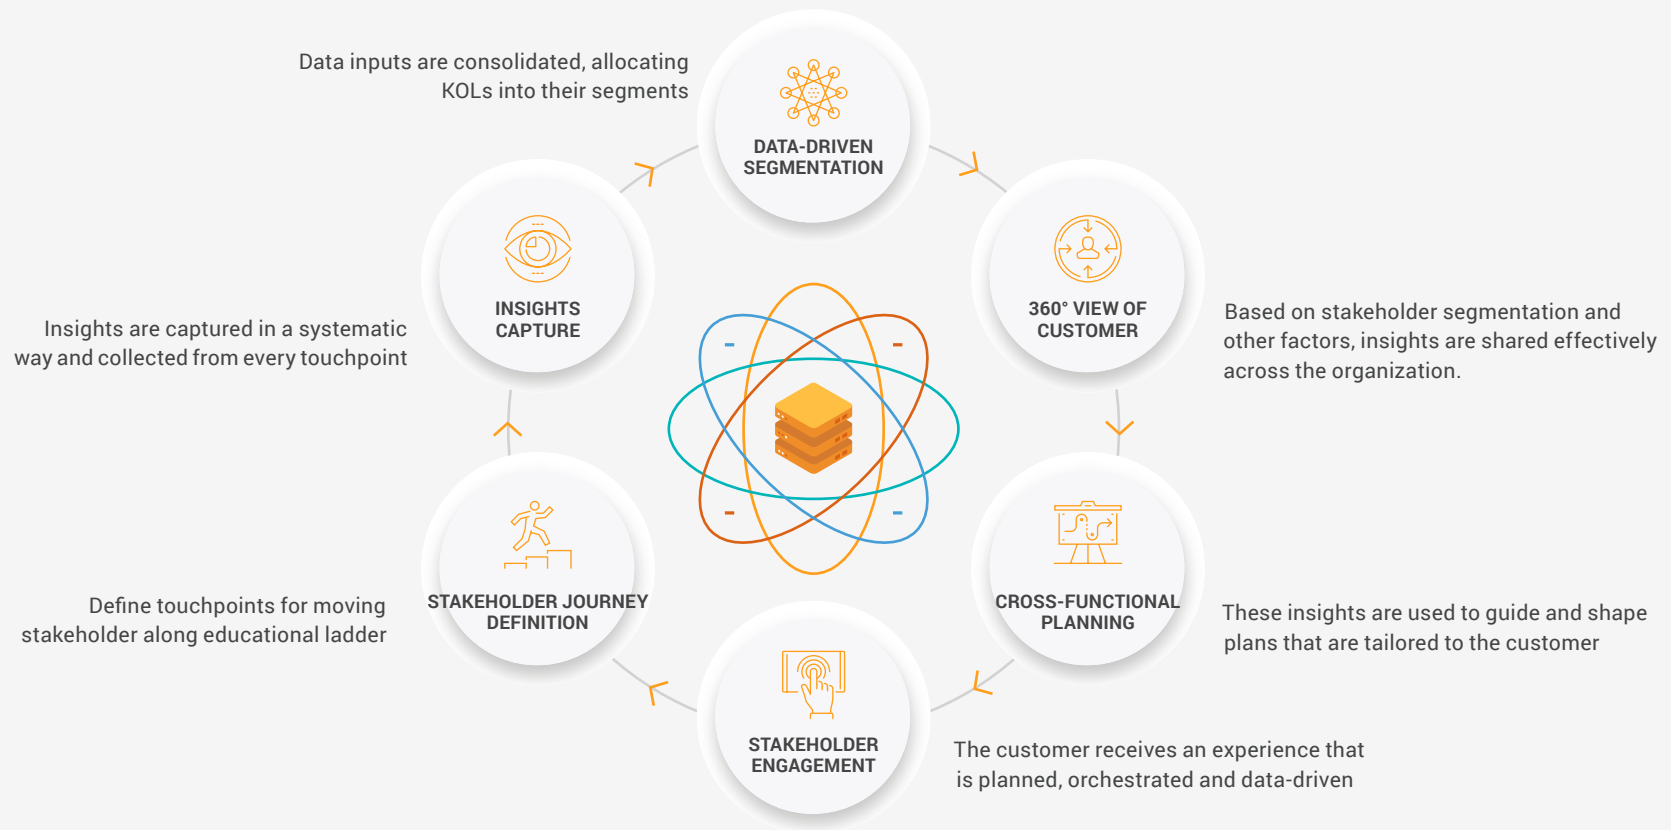 Data inputs are consolidated, allocating
KOLs into their segments
DATA-DRIVEN
SEGMENTATION
360° VIEW OF
CUSTOMER
Based on stakeholder segmentation and
other factors, insights are shared effectively
across the organization.
CROSS-FUNCTIONAL
PLANNING
These insights are used to guide and shape
plans that are tailored to the customer
STAKEHOLDER
ENGAGEMENT
The customer receives an experience that
is planned, orchestrated and data-driven
STAKEHOLDER JOURNEY
DEFINITION
Define touchpoints for moving
stakeholder along educational ladder
INSIGHTS
CAPTURE
Insights are captured in a systematic
way and collected from every touchpoint